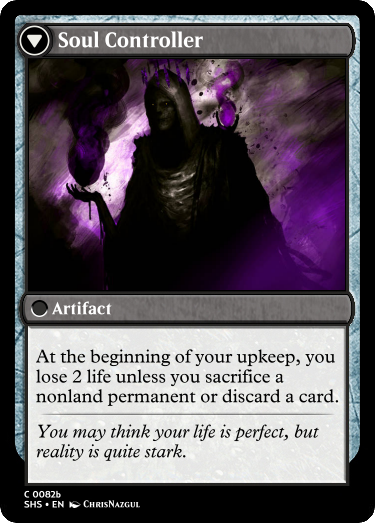 Soul Controller
Artifact
At the beginning of your upkeep, you
lose 2 life unless you sacrifice a
nonland permanent or discard a card.
You may think your life is perfect, but
reality is quite stark.
C 0082b
SHS • EN ChrisNazgul